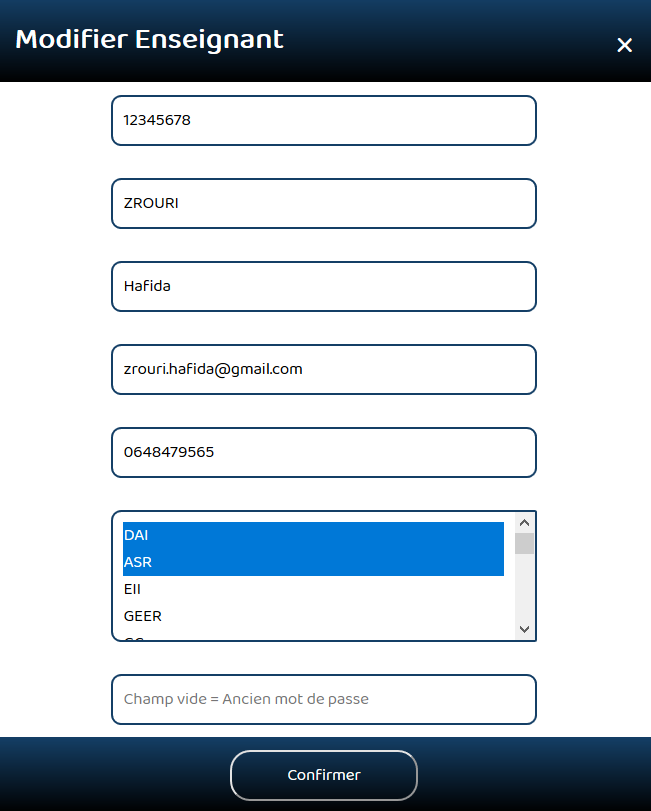 Modifier Enseignant
12345678
ZROURI
Hafida
zrouri.hafida@gmail.com
0648479565
DAI
ASR
EII
GEER
Champ vide = Ancien mot de passe
Confirmer